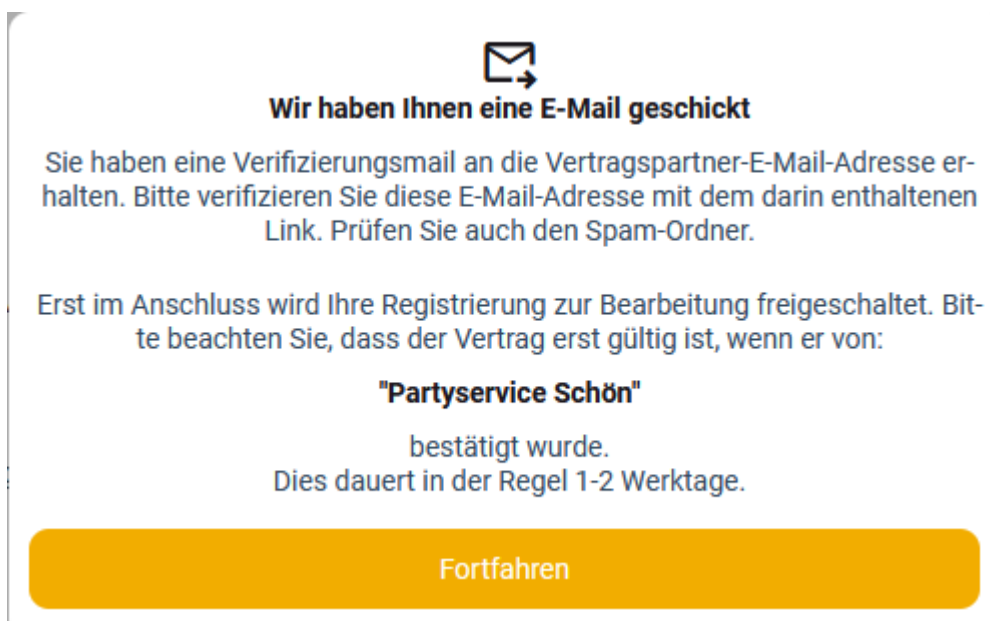 Wir haben Ihnen eine E-Mail geschickt
Sie haben eine Verifizierungsmail an die Vertragspartner-E-Mail-Adresse er-
halten. Bitte verifizieren Sie diese E-Mail-Adresse mit dem darin enthaltenen
Link. Prüfen Sie auch den Spam-Ordner.
Erst im Anschluss wird Ihre Registrierung zur Bearbeitung freigeschaltet. Bit-
te beachten Sie, dass der Vertrag erst gültig ist, wenn er von:
"Partyservice Schön"
bestätigt wurde.
Dies dauert in der Regel 1-2 Werktage.
Fortfahren